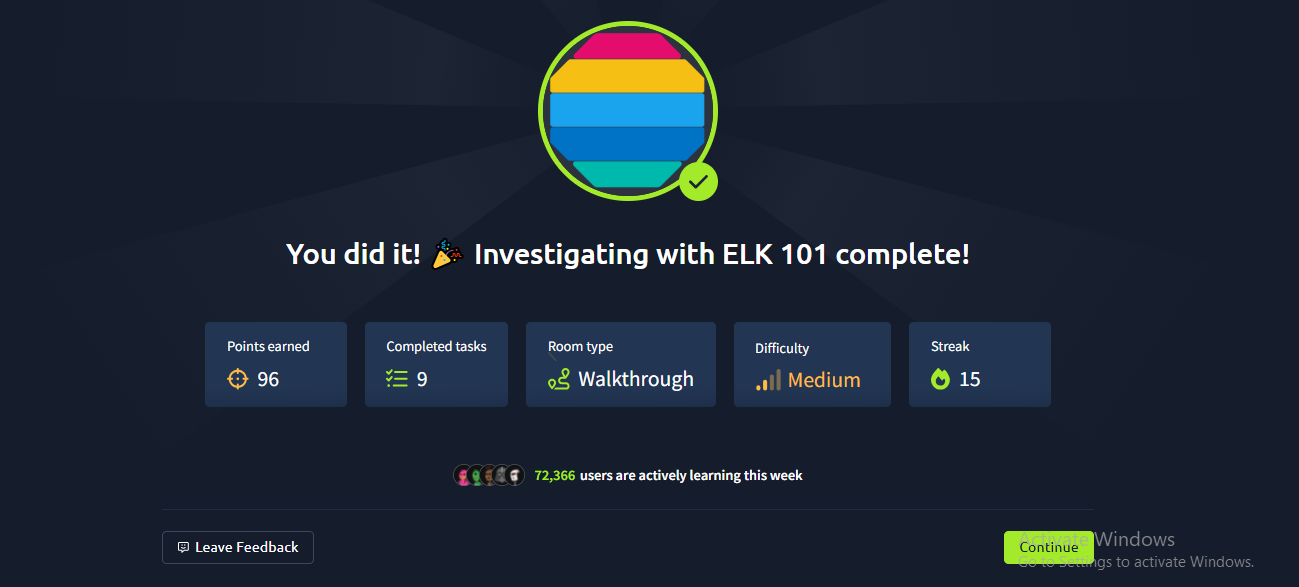 You did it! 🎉 Investigating with ELK 101 complete!
Points earned
96
Completed tasks
9
Room type
Walkthrough
Difficulty
Medium
Streak
15
72,366 users are actively learning this week
Leave Feedback
Continue
Activate Windows
Go to Settings to activate Windows.